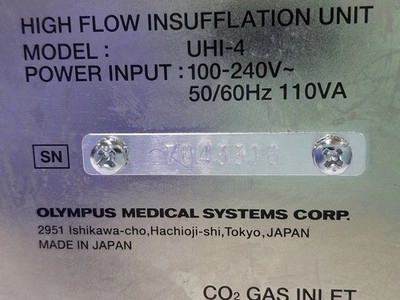 HIGH FLOW INSUFFLATION UNIT
MODEL : UHI-4
POWER INPUT : 100-240V~
50/60Hz 110VA
SN
OLYMPUS MEDICAL SYSTEMS CORP.
2951 Ishikawa-cho,Hachioji-shi,Tokyo,JAPAN
MADE IN JAPAN
CO₂ GAS INLET